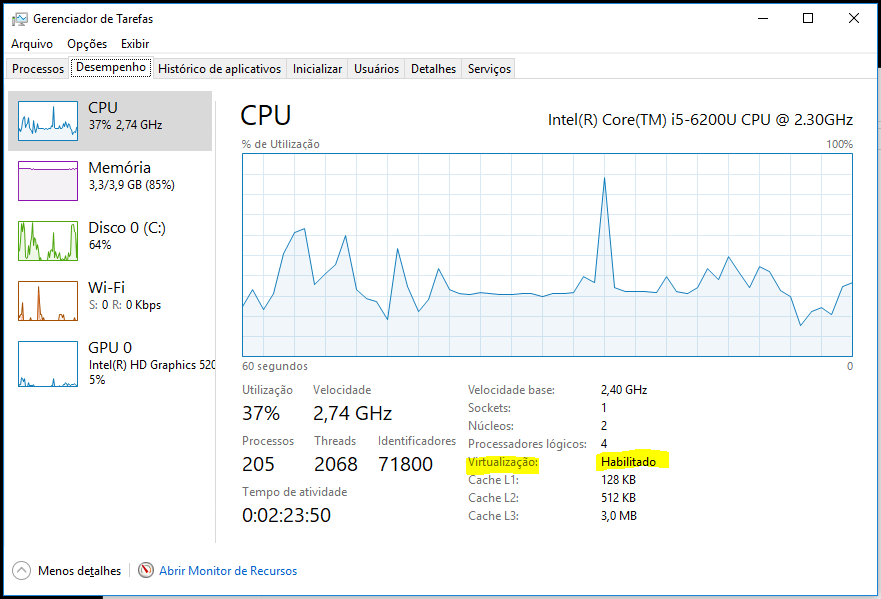 Gerenciador de Tarefas
Arquivo Opções Exibir
Processos Desempenho Histórico de aplicativos Inicializar Usuários Detalhes Serviços
CPU
37% 2,74 GHz
Memória
3,3/3,9 GB (85%)
Disco 0 (C:)
64%
Wi-Fi
S: 0 R: 0 Kbps
GPU 0
Intel(R) HD Graphics 520
5%
CPU Intel(R) Core(TM) i5-6200U CPU @ 2.30GHz
% de Utilização 100%
60 segundos 0
Utilização Velocidade
37% 2,74 GHz
Processos Threads Identificadores
205 2068 71800
Tempo de atividade
0:02:23:50
Velocidade base: 2,40 GHz
Sockets: 1
Núcleos: 2
Processadores lógicos: 4
Virtualização: Habilitado
Cache L1: 128 KB
Cache L2: 512 KB
Cache L3: 3,0 MB
Menos detalhes Abrir Monitor de Recursos